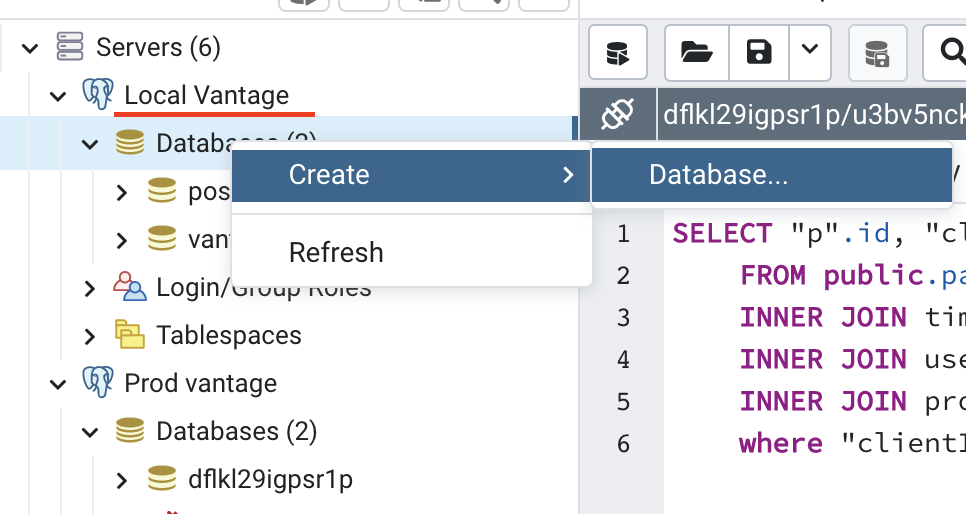 Servers (6)
Local Vantage
Databases (2)
pos
van
Login/Group Roles
Tablespaces
Prod vantage
Databases (2)
dflkl29igpsr1p
Create
Database...
Refresh
dflkl29igpsr1p/u3bv5nck
1 SELECT "p".id, "cl
2 FROM public.pa
3 INNER JOIN tim
4 INNER JOIN use
5 INNER JOIN pro
6 where "clientI